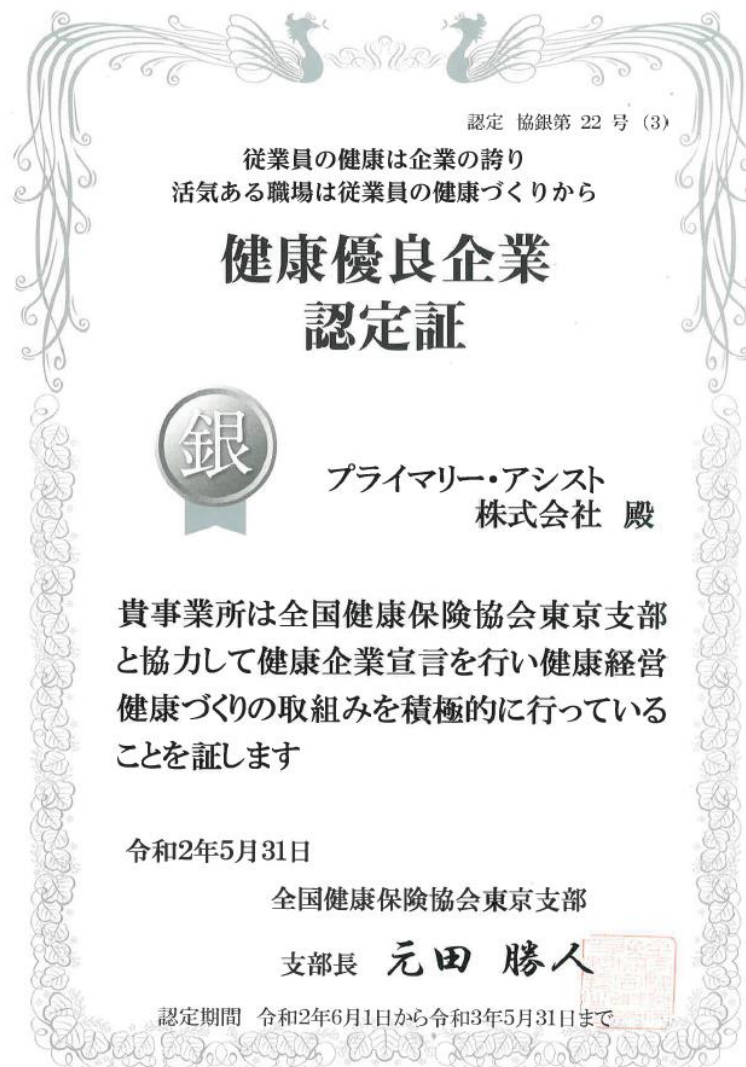 認定 協銀第 22 号 (3)
従業員の健康は企業の誇り
活気ある職場は従業員の健康づくりから
健康優良企業
認定証
銀
プライマリー・アシスト
株式会社 殿
貴事業所は全国健康保険協会東京支部
と協力して健康企業宣言を行い健康経営
健康づくりの取組みを積極的に行っている
ことを証します
令和2年5月31日
全国健康保険協会東京支部
支部長 元田 勝人
認定期間 令和2年6月1日から令和3年5月31日まで